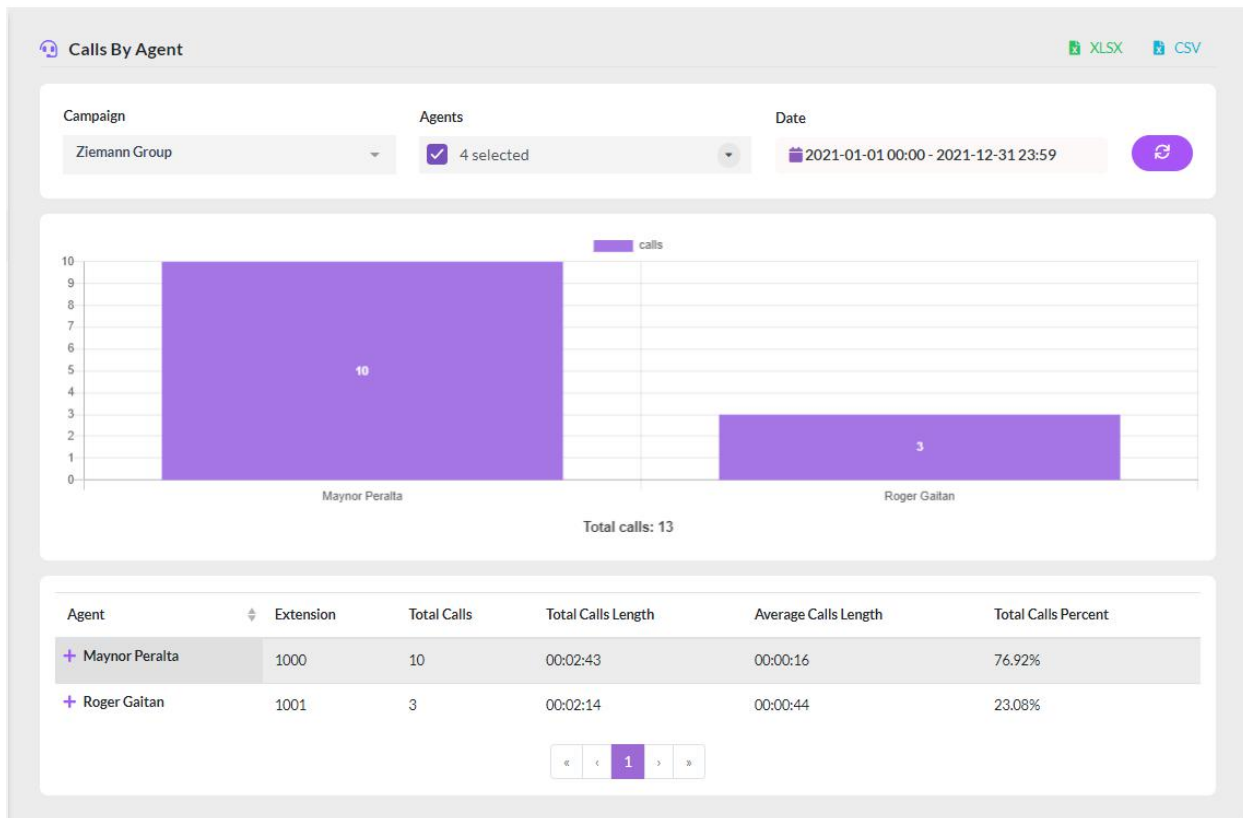 Calls By Agent XLSX CSV
Campaign Agents Date
Ziemann Group 4 selected 2021-01-01 00:00 - 2021-12-31 23:59
calls
10
9
8
7
6
5
4
3
2
1
0
10
3
Maynor Peralta Roger Gaitan
Total calls: 13
Agent Extension Total Calls Total Calls Length Average Calls Length Total Calls Percent
+ Maynor Peralta 1000 10 00:02:43 00:00:16 76.92%
+ Roger Gaitan 1001 3 00:02:14 00:00:44 23.08%
« ‹ 1 › »